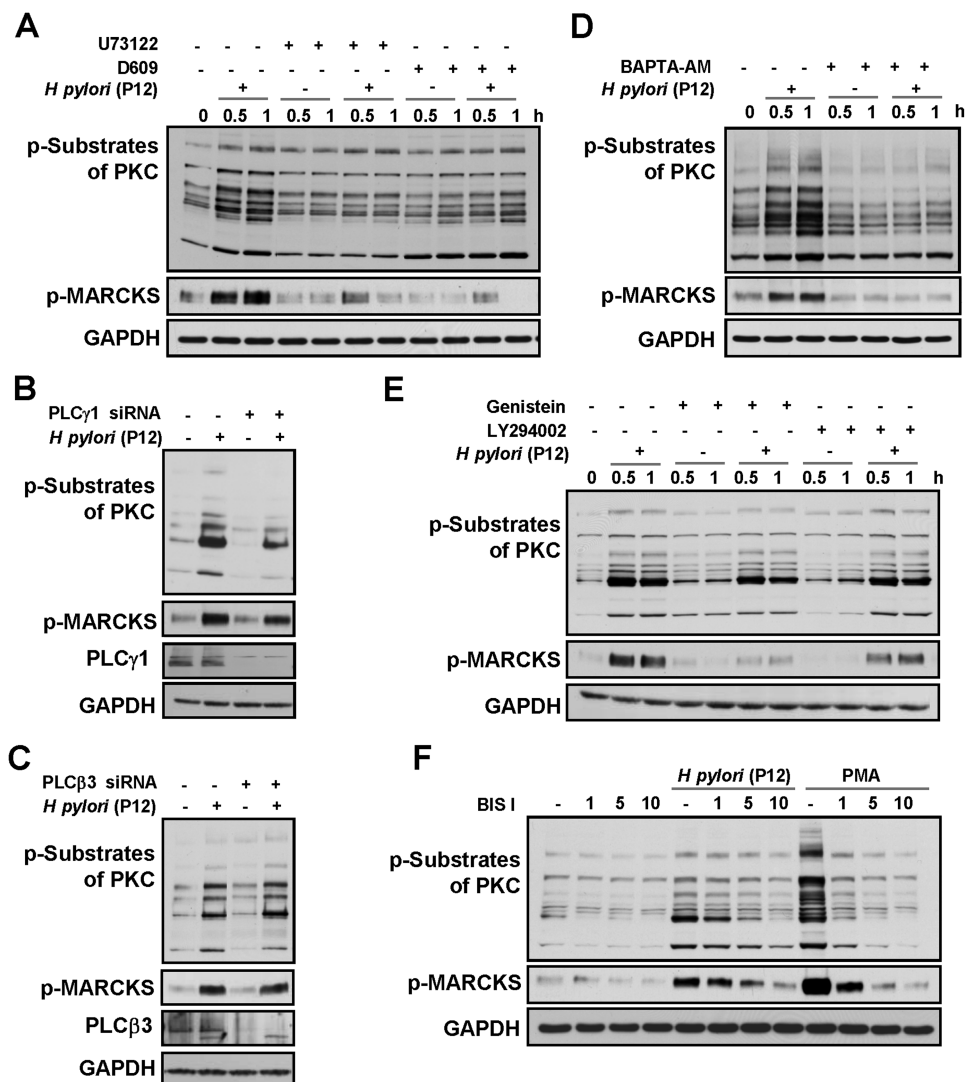 A
U73122 - - - + + + + - - - -
D609 - - - - - - - + + + +
H pylori (P12) + - + - +
0 0.5 1 0.5 1 0.5 1 0.5 1 0.5 1 h
p-Substrates
of PKC
p-MARCKS
GAPDH
D
BAPTA-AM - - - + + + +
H pylori (P12) + - +
0 0.5 1 0.5 1 0.5 1 h
p-Substrates
of PKC
p-MARCKS
GAPDH
B
PLCγ1 siRNA - - + +
H pylori (P12) - + - +
p-Substrates
of PKC
p-MARCKS
PLCγ1
GAPDH
E
Genistein - - - + + + + - - - -
LY294002 - - - - - - - + + + +
H pylori (P12) + - + - +
0 0.5 1 0.5 1 0.5 1 0.5 1 0.5 1 h
p-Substrates
of PKC
p-MARCKS
GAPDH
C
PLCβ3 siRNA - - + +
H pylori (P12) - + - +
p-Substrates
of PKC
p-MARCKS
PLCβ3
GAPDH
F
H pylori (P12) PMA
BIS I - 1 5 10 - 1 5 10 - 1 5 10
p-Substrates
of PKC
p-MARCKS
GAPDH